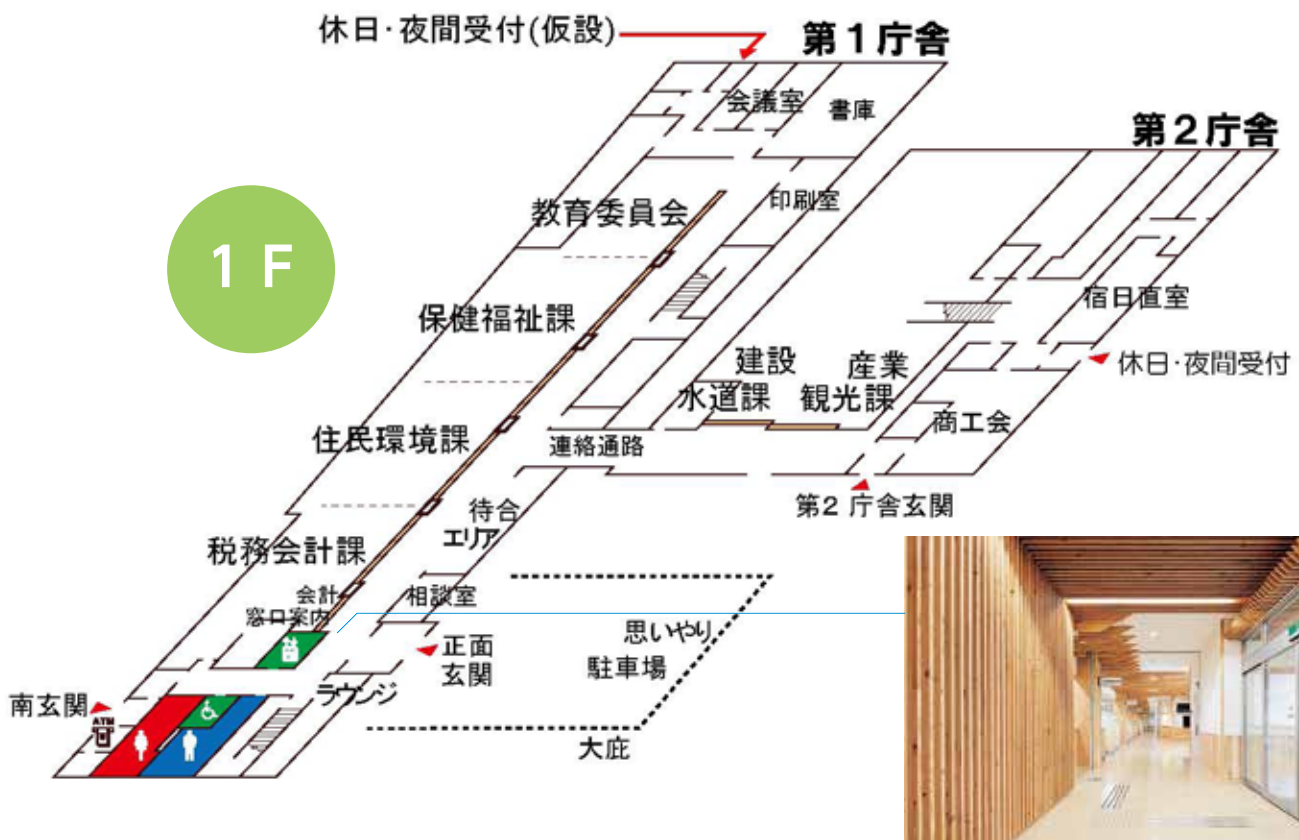 休日・夜間受付(仮設)
第1庁舎
会議室
書庫
第2庁舎
1 F
教育委員会
印刷室
保健福祉課
宿日直室
建設
水道課
産業
観光課
休日・夜間受付
住民環境課
連絡通路
商工会
待合
エリア
第2 庁舎玄関
税務会計課
会計
窓口案内
相談室
正面
玄関
思いやり
駐車場
ラウンジ
南玄関
ATM
大庇